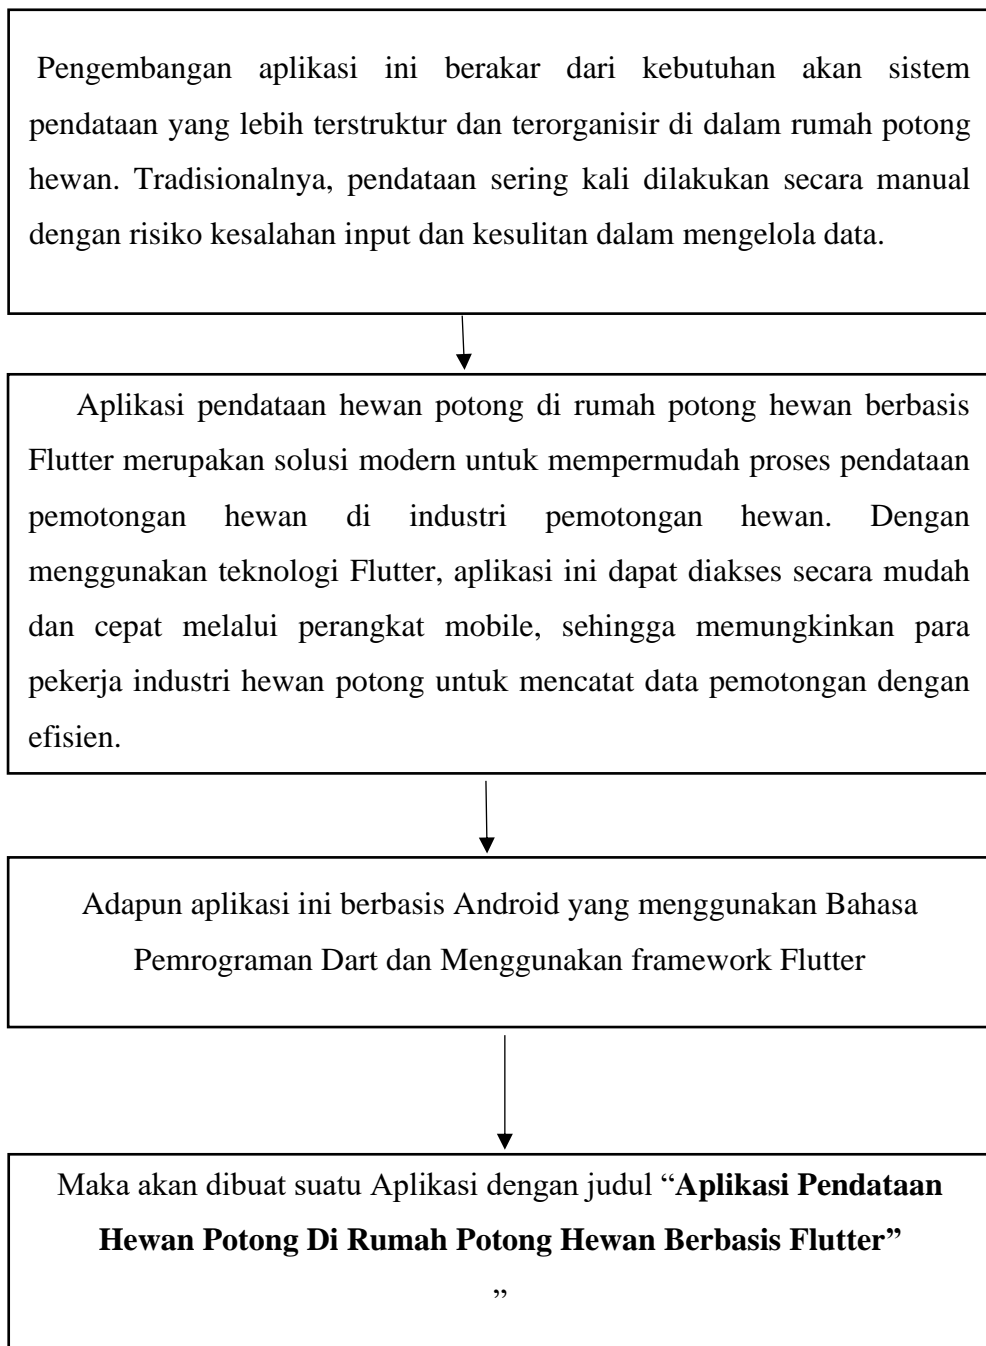 Pengembangan aplikasi ini berakar dari kebutuhan akan sistem
pendataan yang lebih terstruktur dan terorganisir di dalam rumah potong
hewan. Tradisionalnya, pendataan sering kali dilakukan secara manual
dengan risiko kesalahan input dan kesulitan dalam mengelola data.
Aplikasi pendataan hewan potong di rumah potong hewan berbasis
Flutter merupakan solusi modern untuk mempermudah proses pendataan
pemotongan hewan di industri pemotongan hewan. Dengan
menggunakan teknologi Flutter, aplikasi ini dapat diakses secara mudah
dan cepat melalui perangkat mobile, sehingga memungkinkan para
pekerja industri hewan potong untuk mencatat data pemotongan dengan
efisien.
Adapun aplikasi ini berbasis Android yang menggunakan Bahasa
Pemrograman Dart dan Menggunakan framework Flutter
Maka akan dibuat suatu Aplikasi dengan judul “Aplikasi Pendataan
Hewan Potong Di Rumah Potong Hewan Berbasis Flutter”
”